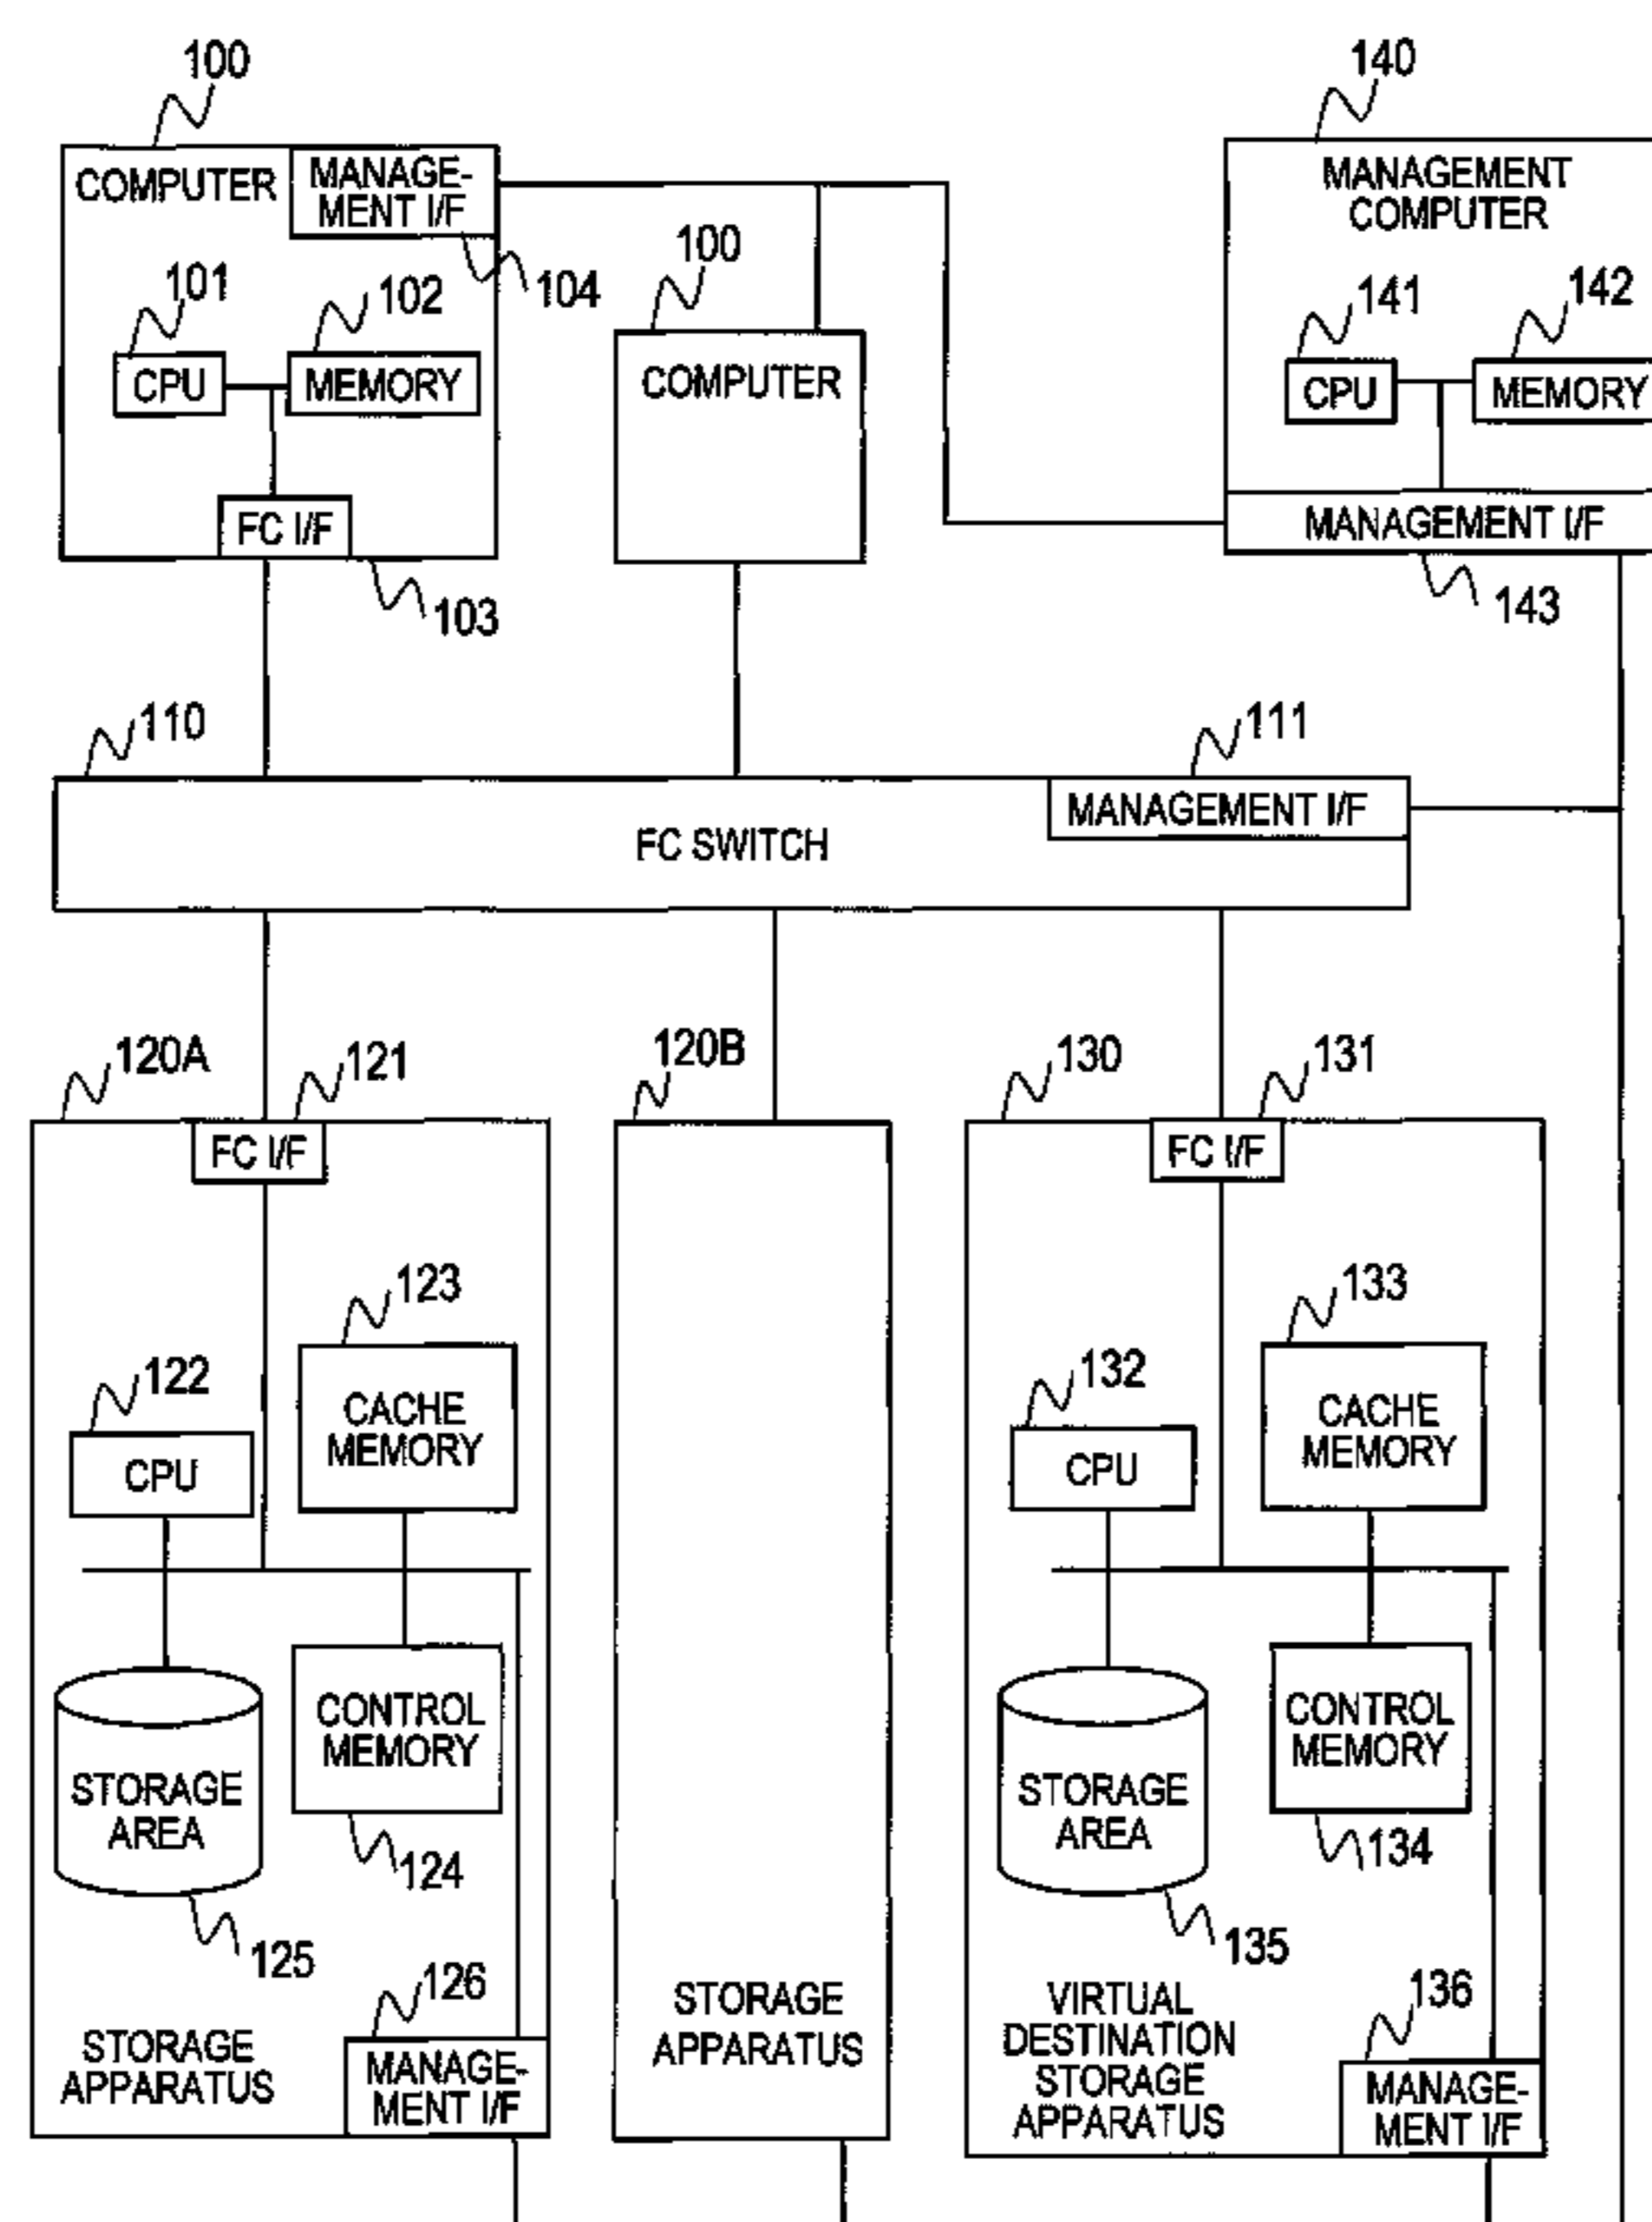 100
140
COMPUTER
MANAGE-
MENT I/F
MANAGEMENT
COMPUTER
100
101
102
104
141
142
CPU
MEMORY
COMPUTER
CPU
MEMORY
FC I/F
MANAGEMENT I/F
103
143
110
111
MANAGEMENT I/F
FC SWITCH
120A
121
120B
130
131
FC I/F
FC I/F
123
133
122
132
CACHE
MEMORY
CACHE
MEMORY
CPU
CPU
CONTROL
MEMORY
CONTROL
MEMORY
STORAGE
AREA
STORAGE
AREA
124
134
125
135
126
136
STORAGE
APPARATUS
MANAGE-
MENT I/F
STORAGE
APPARATUS
VIRTUAL
DESTINATION
STORAGE
APPARATUS
MANAGE-
MENT I/F